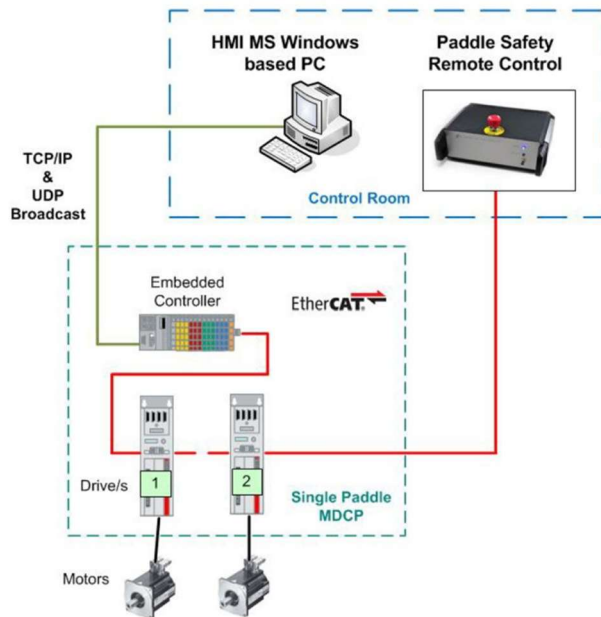 HMI MS Windows
based PC
Paddle Safety
Remote Control
TCP/IP
&
UDP
Broadcast
Control Room
Embedded
Controller
EtherCAT®
Drive/s
1
2
Single Paddle
MDCP
Motors